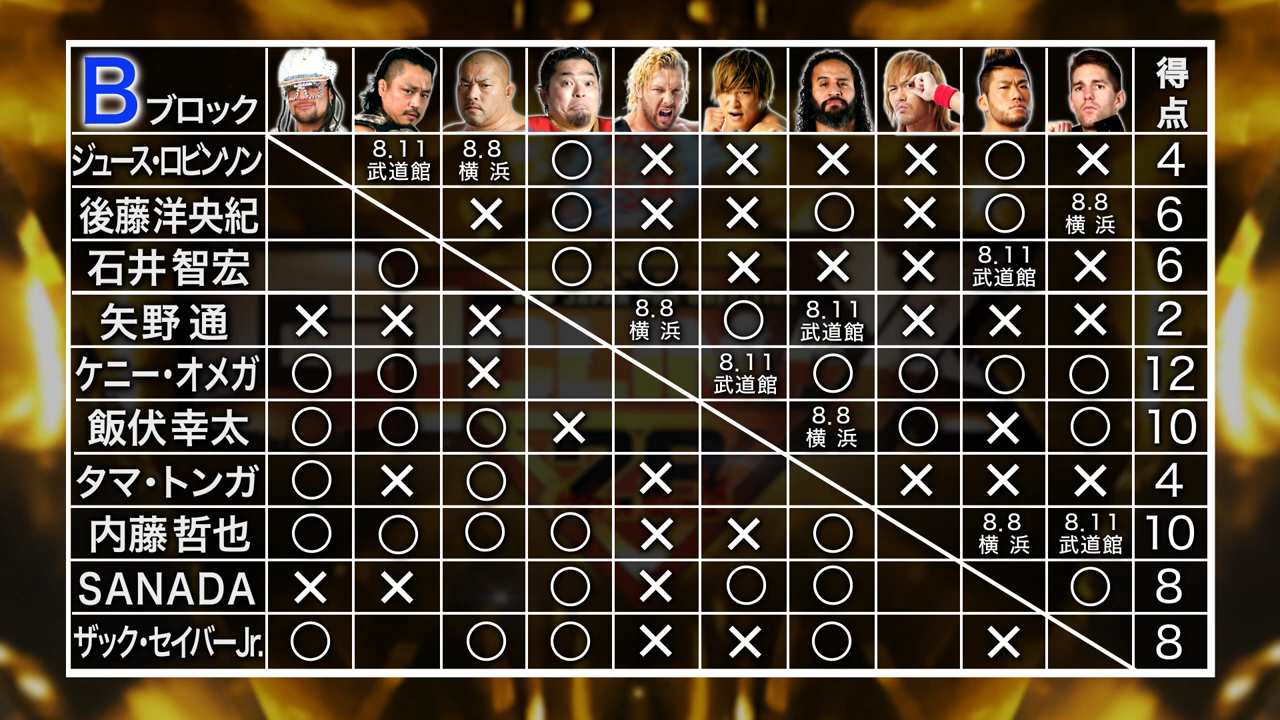 Bブロック 得点
ジュース・ロビンソン 8.11 武道館 8.8 横浜 ○ × × × × ○ × 4
後藤洋央紀 × ○ × × ○ × ○ 8.8 横浜 6
石井智宏 ○ ○ ○ × × × 8.11 武道館 × 6
矢野通 × × × 8.8 横浜 ○ 8.11 武道館 × × × 2
ケニー・オメガ ○ ○ × 8.11 武道館 ○ ○ ○ ○ 12
飯伏幸太 ○ ○ ○ × 8.8 横浜 ○ × ○ 10
タマ・トンガ ○ × ○ × × × × 4
内藤哲也 ○ ○ ○ ○ × × ○ 8.8 横浜 8.11 武道館 10
SANADA × × ○ × ○ ○ ○ 8
ザック・セイバーJr. ○ ○ ○ × × ○ × 8